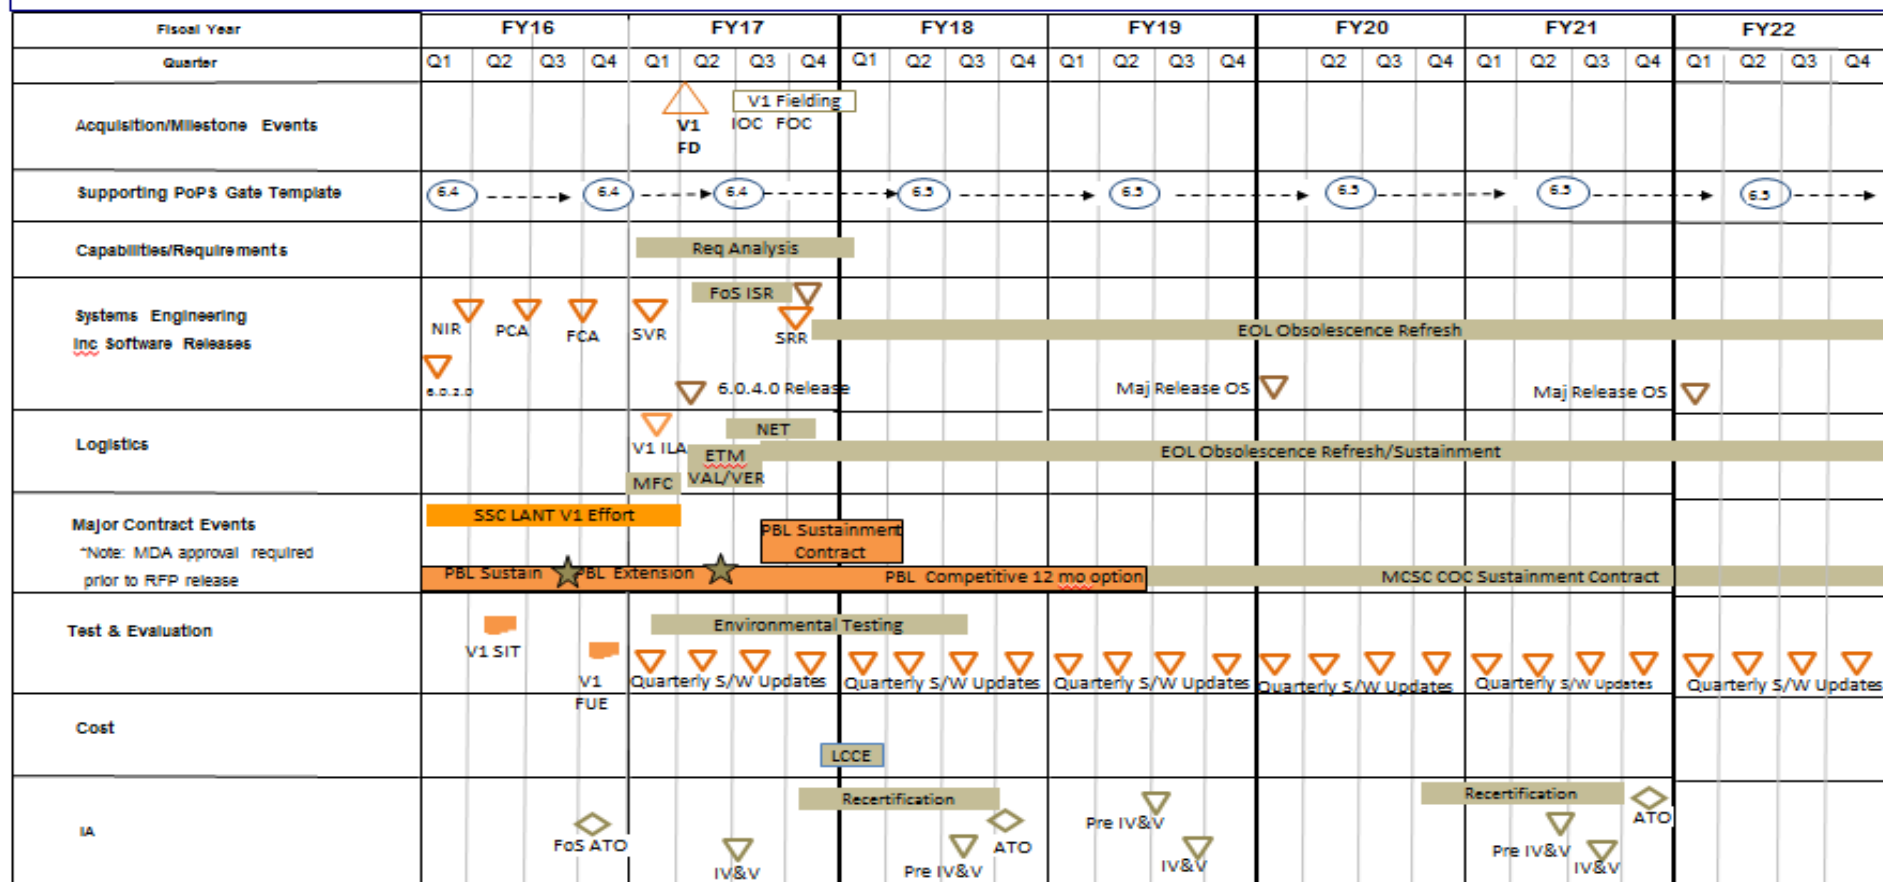 Fiscal Year FY16 FY17 FY18 FY19 FY20 FY21 FY22
Quarter Q1 Q2 Q3 Q4 Q1 Q2 Q3 Q4 Q1 Q2 Q3 Q4 Q1 Q2 Q3 Q4 Q2 Q3 Q4 Q1 Q2 Q3 Q4 Q1 Q2 Q3 Q4
Acquisition/Milestone Events
V1 Fielding
V1 IOC FOC
FD
Supporting PoPS Gate Template 6.4 6.4 6.4 6.5 6.5 6.5 6.5 6.5
Capabilities/Requirements Req Analysis
Systems Engineering
Inc Software Releases
FoS ISR
NIR PCA FCA SVR SRR
EOL Obsolescence Refresh
6.0.2.0
6.0.4.0 Release
Maj Release OS
Maj Release OS
Logistics
NET
V1 ILA
ETM
VAL/VER
MFC
EOL Obsolescence Refresh/Sustainment
Major Contract Events
*Note: MDA approval required
prior to RFP release
SSC LANT V1 Effort
PBL Sustainment
Contract
PBL Sustain
PBL Extension
PBL Competitive 12 mo option
MCSC COC Sustainment Contract
Test & Evaluation
V1 SIT
V1
FUE
Environmental Testing
Quarterly S/W Updates
Quarterly S/W Updates
Quarterly S/W Updates
Quarterly S/W Updates
Quarterly S/W Updates
Quarterly S/W Updates
Cost
LCCE
IA
FoS ATO
IV&V
Recertification
Pre IV&V
ATO
Pre IV&V
IV&V
Recertification
Pre IV&V
IV&V
ATO